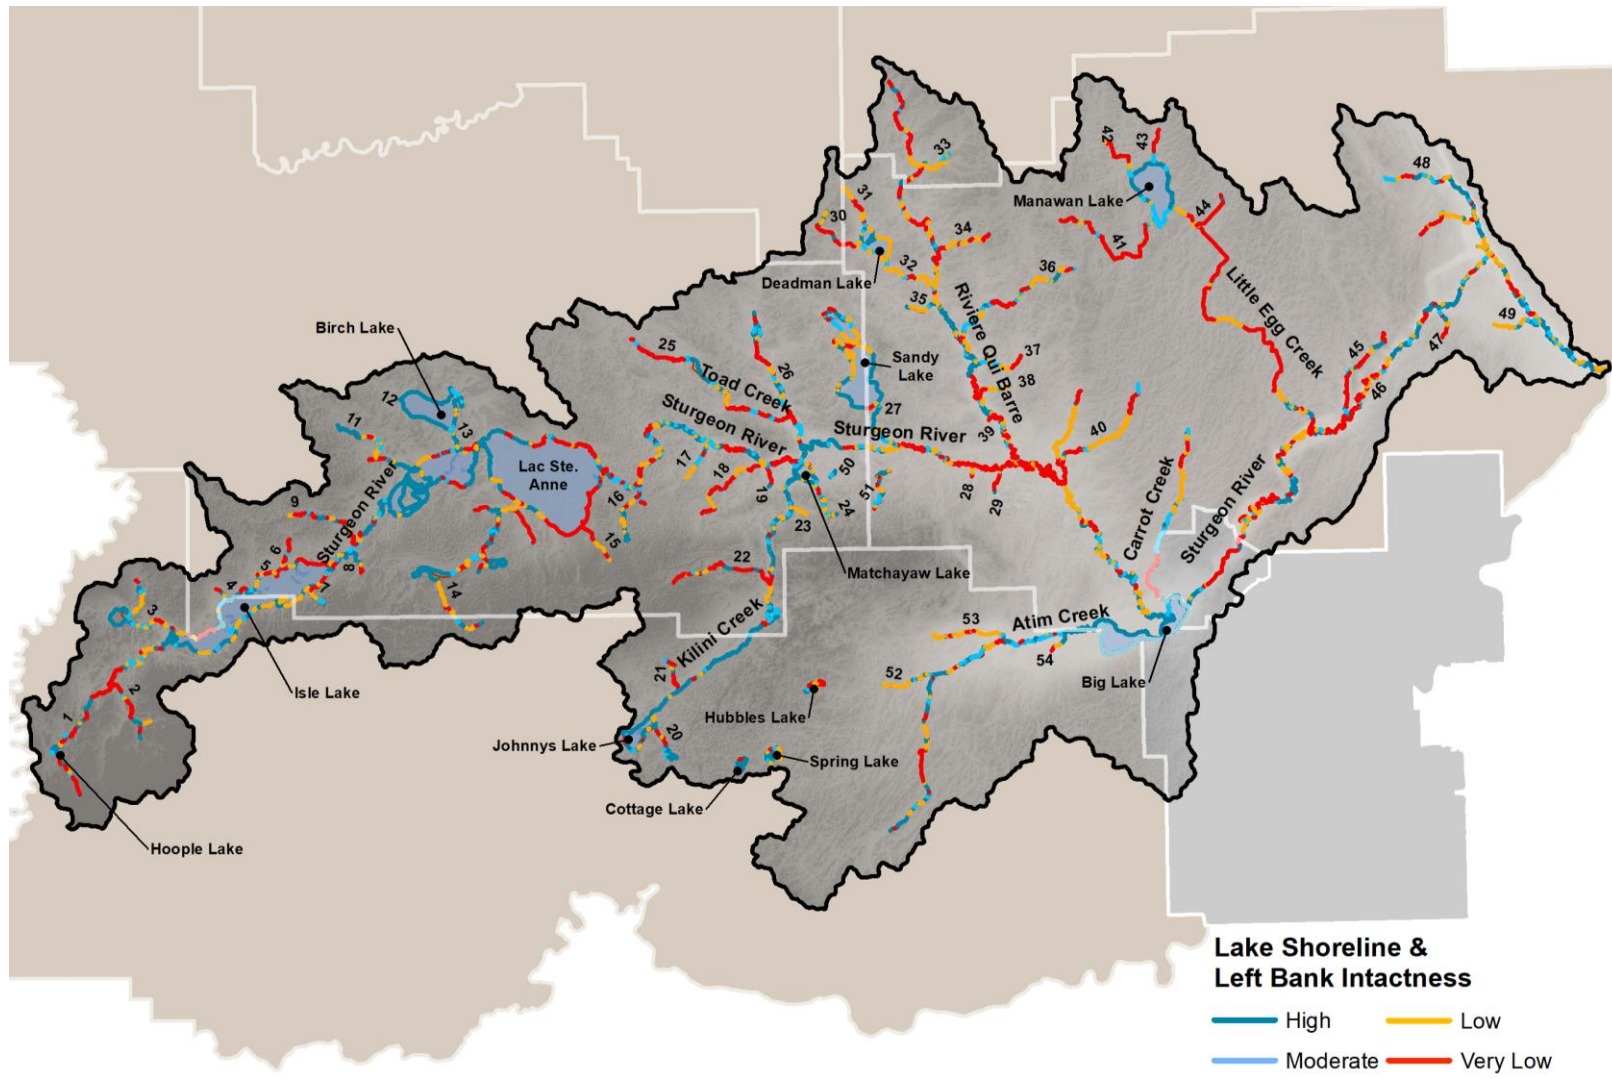 42
43
48
33
31
Manawan Lake
30
44
34
41
32
36
Deadman Lake
35
Riviere Qui Barre
Little Egg Creek
49
Birch Lake
25
26
Sandy
Lake
37
45
47
Toad Creek
38
46
12
11
13
Sturgeon River
27
Sturgeon River
39
40
Lac Ste.
Anne
17
18
50
16
19
51
28
29
9
Sturgeon River
24
23
Carrot Creek
Sturgeon River
15
6
5
8
22
Matchayaw Lake
4
7
14
3
Kilini Creek
53
Atim Creek
54
21
52
Isle Lake
2
Big Lake
1
Hubbles Lake
20
Johnnys Lake
Spring Lake
Cottage Lake
Hoople Lake
Lake Shoreline &
Left Bank Intactness
High
Low
Moderate
Very Low